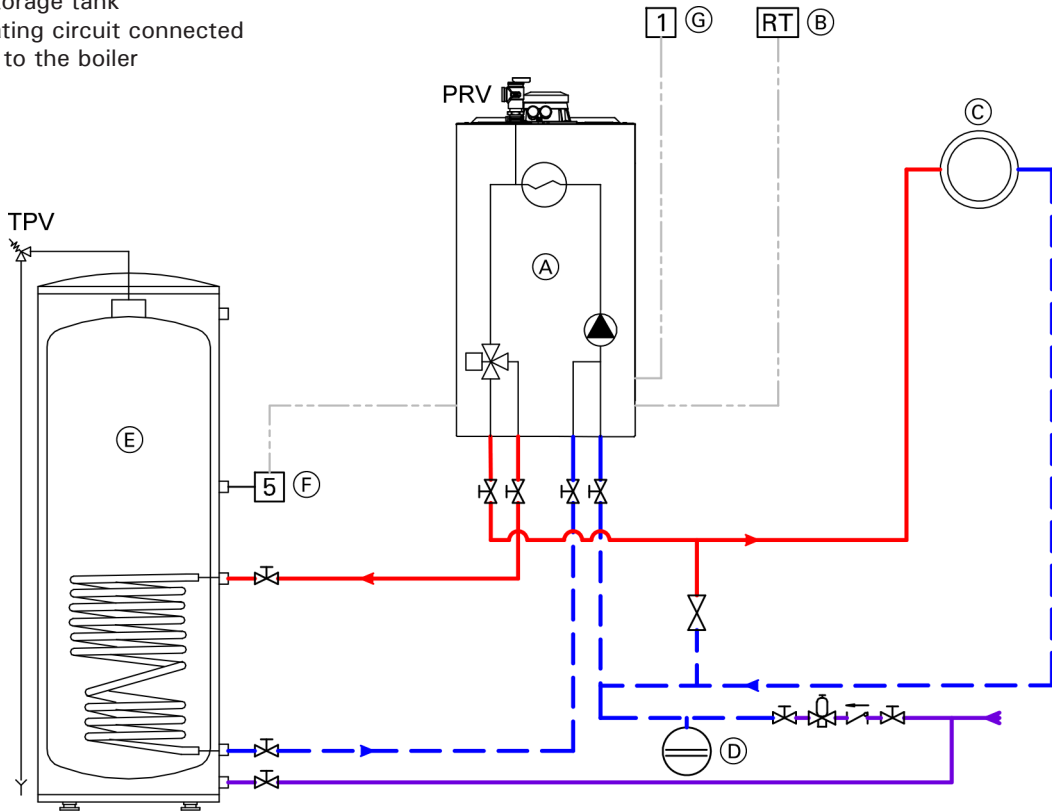 orage tank
ting circuit connected
to the boiler
1 G
RT B
PRV
C
TPV
A
E
5 F
D